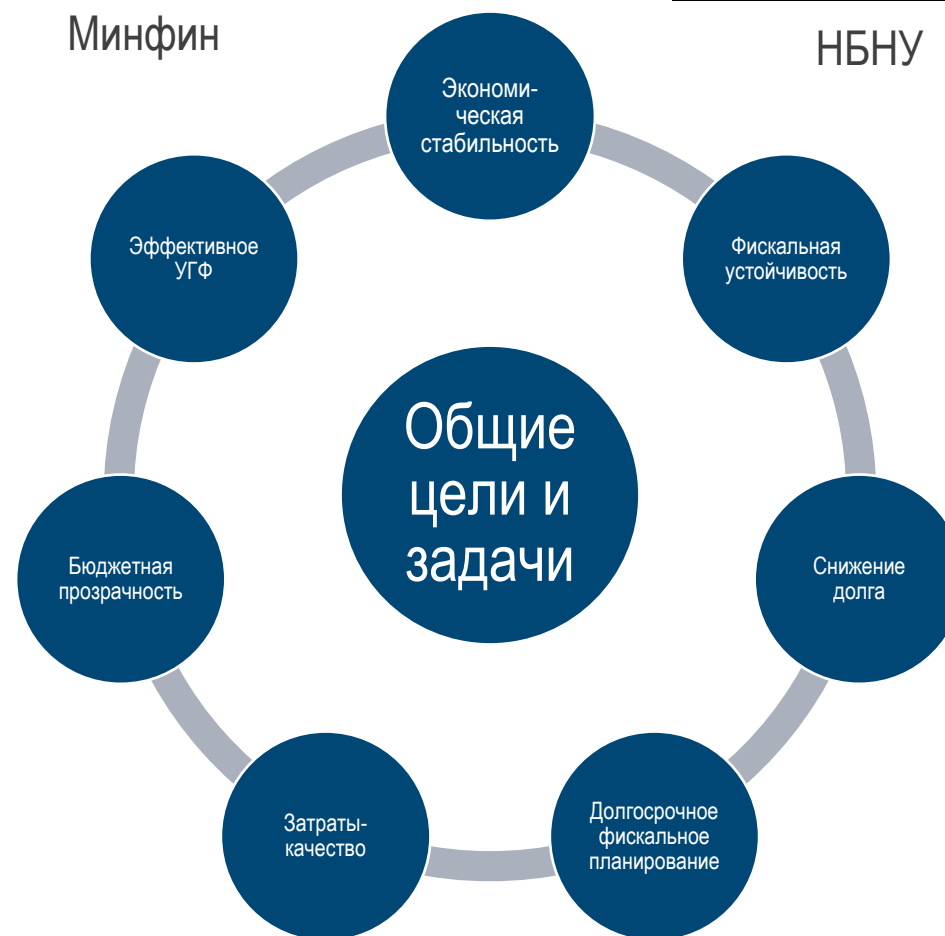 Минфин
НБНУ
Экономи-
ческая
стабильность
Фискальная
устойчивость
Снижение
долга
Долгосрочное
фискальное
планирование
Затраты-
качество
Бюджетная
прозрачность
Эффективное
УГФ
Общие
цели и
задачи